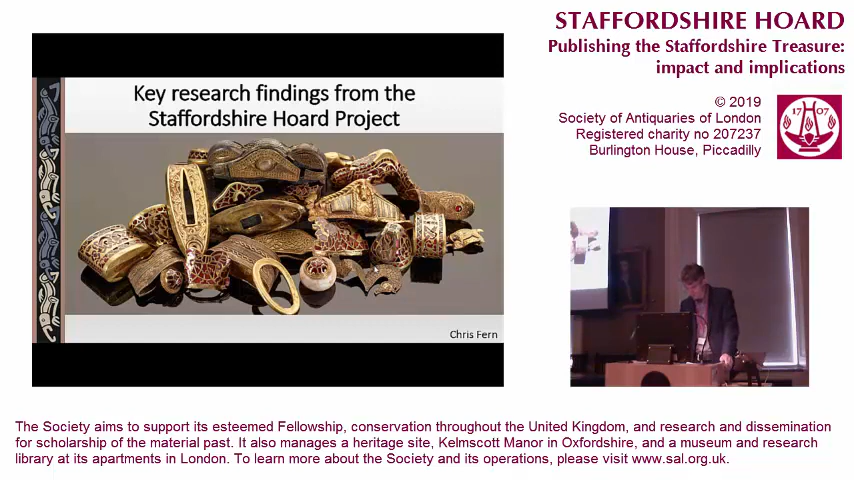 STAFFORDSHIRE HOARD
Publishing the Staffordshire Treasure:
impact and implications
© 2019
Society of Antiquaries of London
Registered charity no 207237
Burlington House, Piccadilly
17 07
Key research findings from the
Staffordshire Hoard Project
Chris Fern
The Society aims to support its esteemed Fellowship, conservation throughout the United Kingdom, and research and dissemination
for scholarship of the material past. It also manages a heritage site, Kelmscott Manor in Oxfordshire, and a museum and research
library at its apartments in London. To learn more about the Society and its operations, please visit www.sal.org.uk.